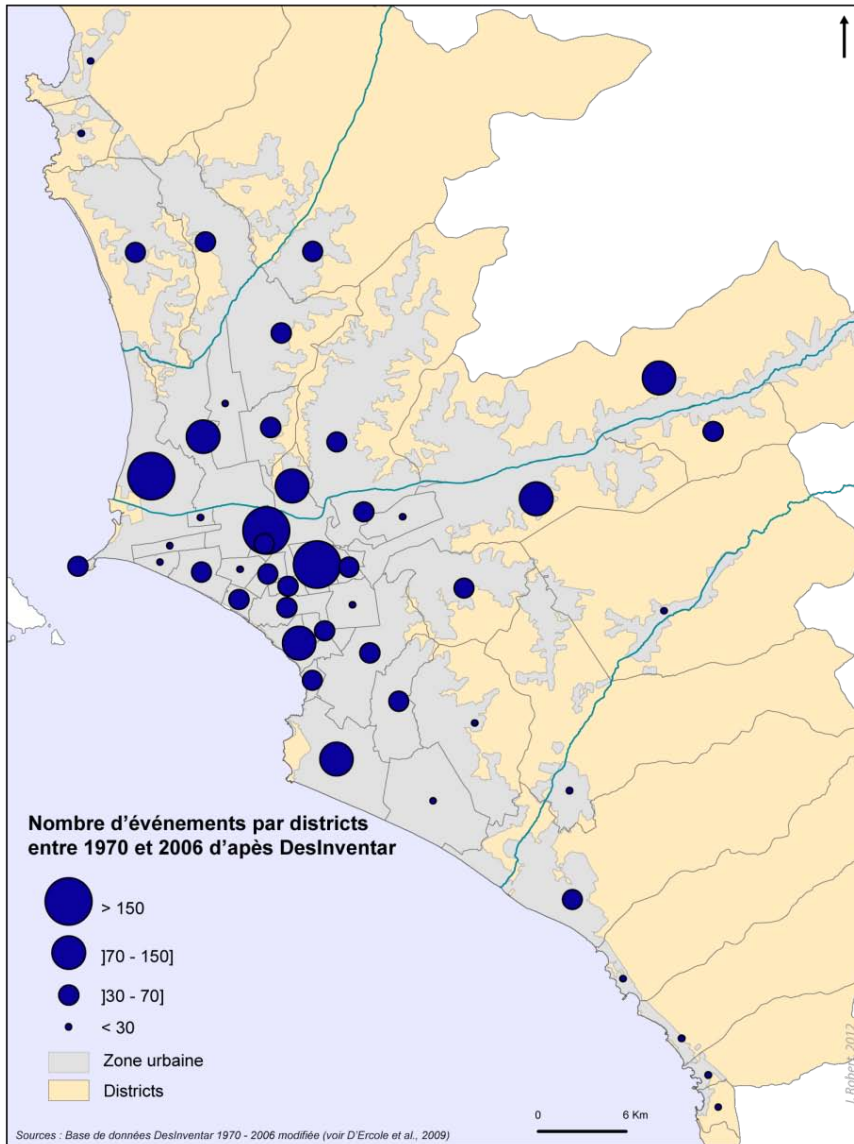 Nombre d'événements par districts
entre 1970 et 2006 d'apès DesInventar
> 150
]70 - 150]
]30 - 70]
< 30
Zone urbaine
Districts
0 6 Km
J. Robert, 2012
Sources : Base de données DesInventar 1970 - 2006 modifiée (voir D'Ercole et al., 2009)